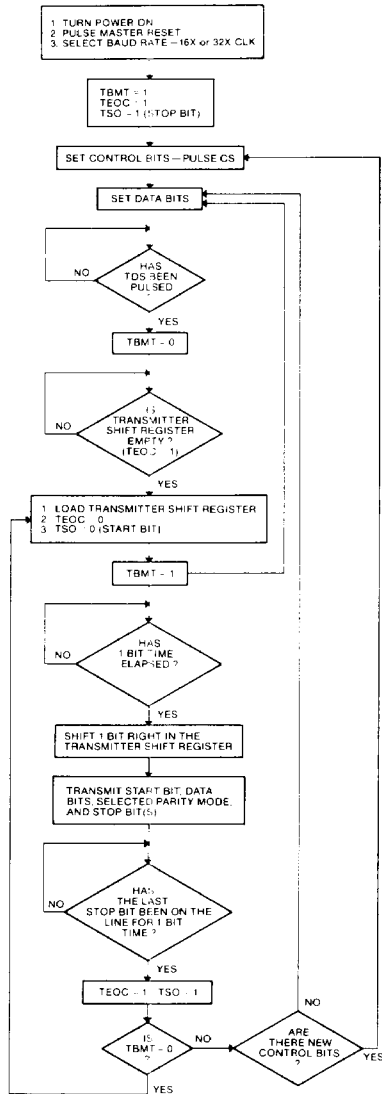 1 TURN POWER ON
2 PULSE MASTER RESET
3. SELECT BAUD RATE – 16X or 32X CLK
TBMT = 1
TEOC = 1
TSO = 1 (STOP BIT)
SET CONTROL BITS – PULSE CS
SET DATA BITS
HAS
TDS BEEN
PULSED
?
NO
YES
TBMT = 0
IS
TRANSMITTER
SHIFT REGISTER
EMPTY ?
(TEOC = 1)
NO
YES
1 LOAD TRANSMITTER SHIFT REGISTER
2 TEOC = 0
3 TSO = 0 (START BIT)
TBMT = 1
HAS
1 BIT TIME
ELAPSED ?
NO
YES
SHIFT 1 BIT RIGHT IN THE
TRANSMITTER SHIFT REGISTER
TRANSMIT START BIT, DATA
BITS, SELECTED PARITY MODE,
AND STOP BIT(S)
HAS
THE LAST
STOP BIT BEEN ON THE
LINE FOR 1 BIT
TIME ?
NO
YES
TEOC = 1 TSO = 1
IS
TBMT = 0
?
NO
YES
ARE
THERE NEW
CONTROL BITS
?
NO
YES